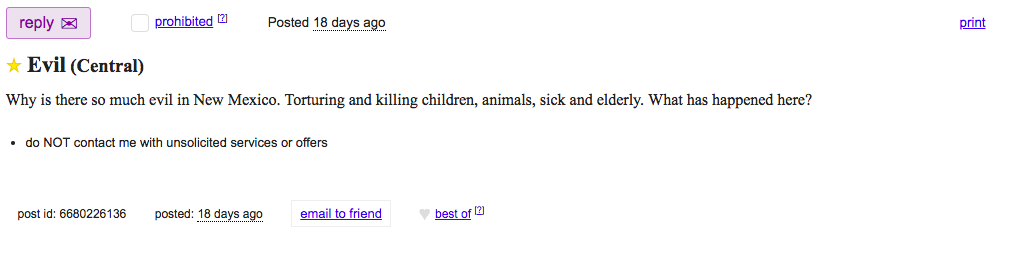 reply prohibited [?] Posted 18 days ago print
Evil (Central)
Why is there so much evil in New Mexico. Torturing and killing children, animals, sick and elderly. What has happened here?
• do NOT contact me with unsolicited services or offers
post id: 6680226136 posted: 18 days ago email to friend best of [?]